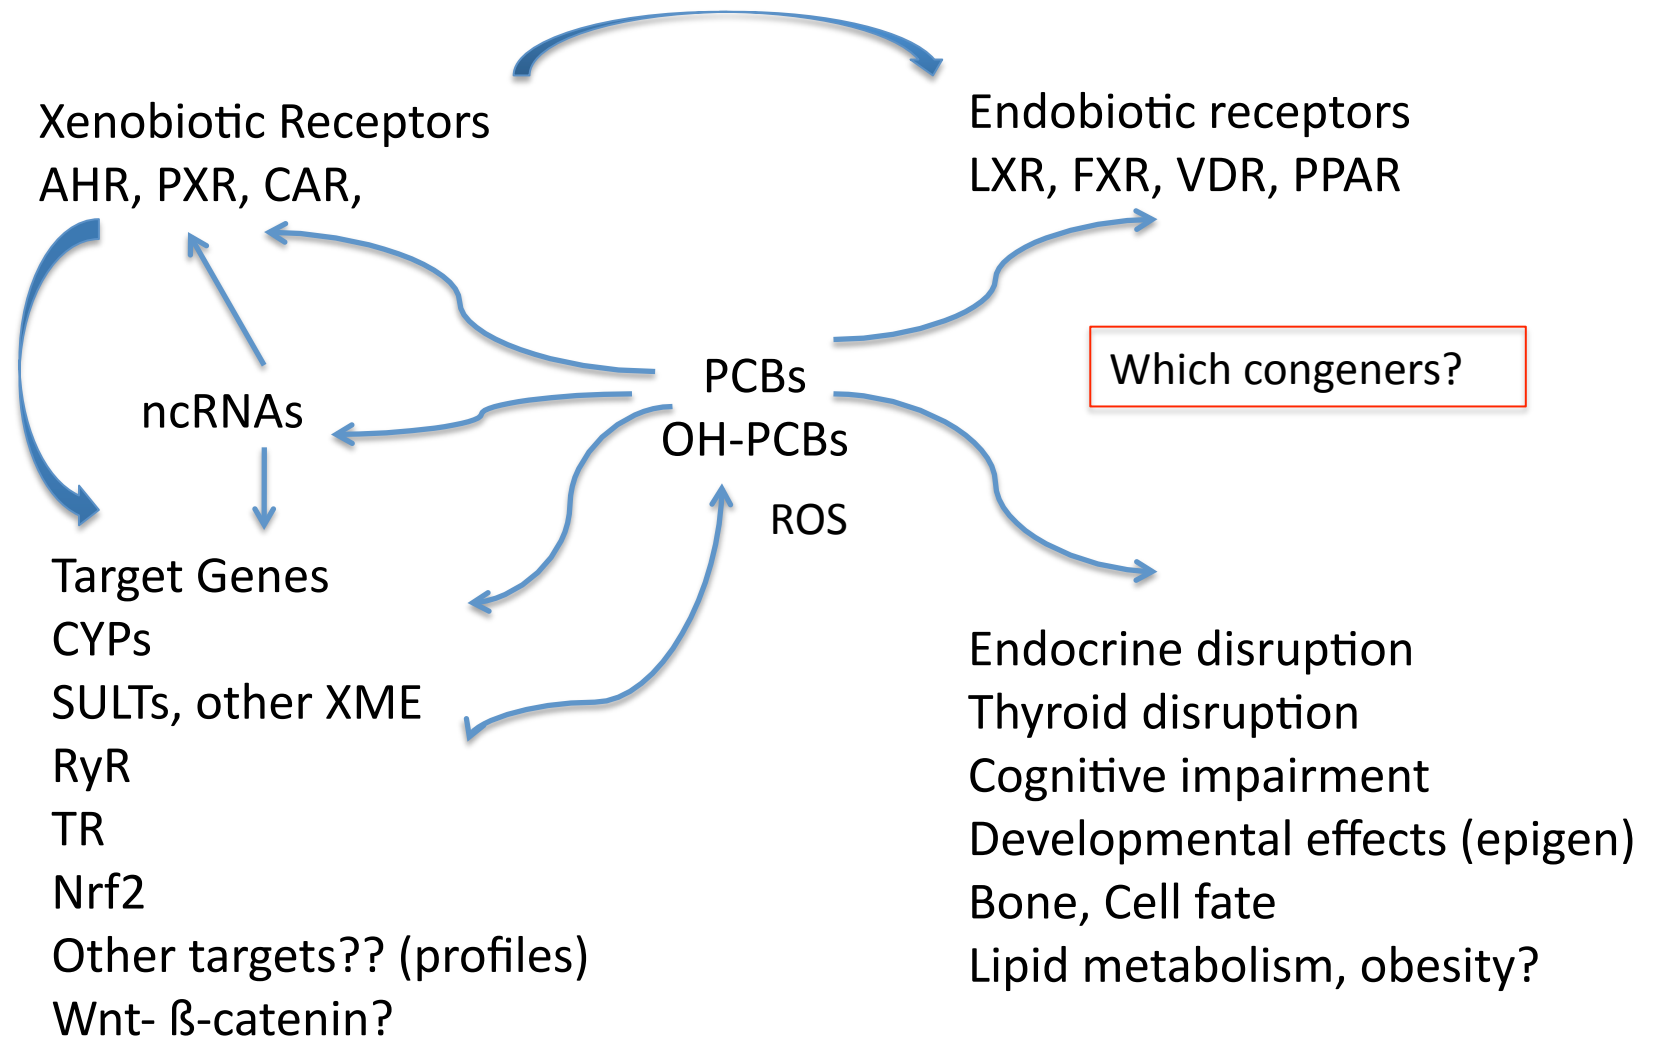 Xenobiotic Receptors
AHR, PXR, CAR,
Endobiotic receptors
LXR, FXR, VDR, PPAR
Which congeners?
PCBs
OH-PCBs
ROS
ncRNAs
Target Genes
CYPs
SULTs, other XME
RyR
TR
Nrf2
Other targets?? (profiles)
Wnt- ß-catenin?
Endocrine disruption
Thyroid disruption
Cognitive impairment
Developmental effects (epigen)
Bone, Cell fate
Lipid metabolism, obesity?